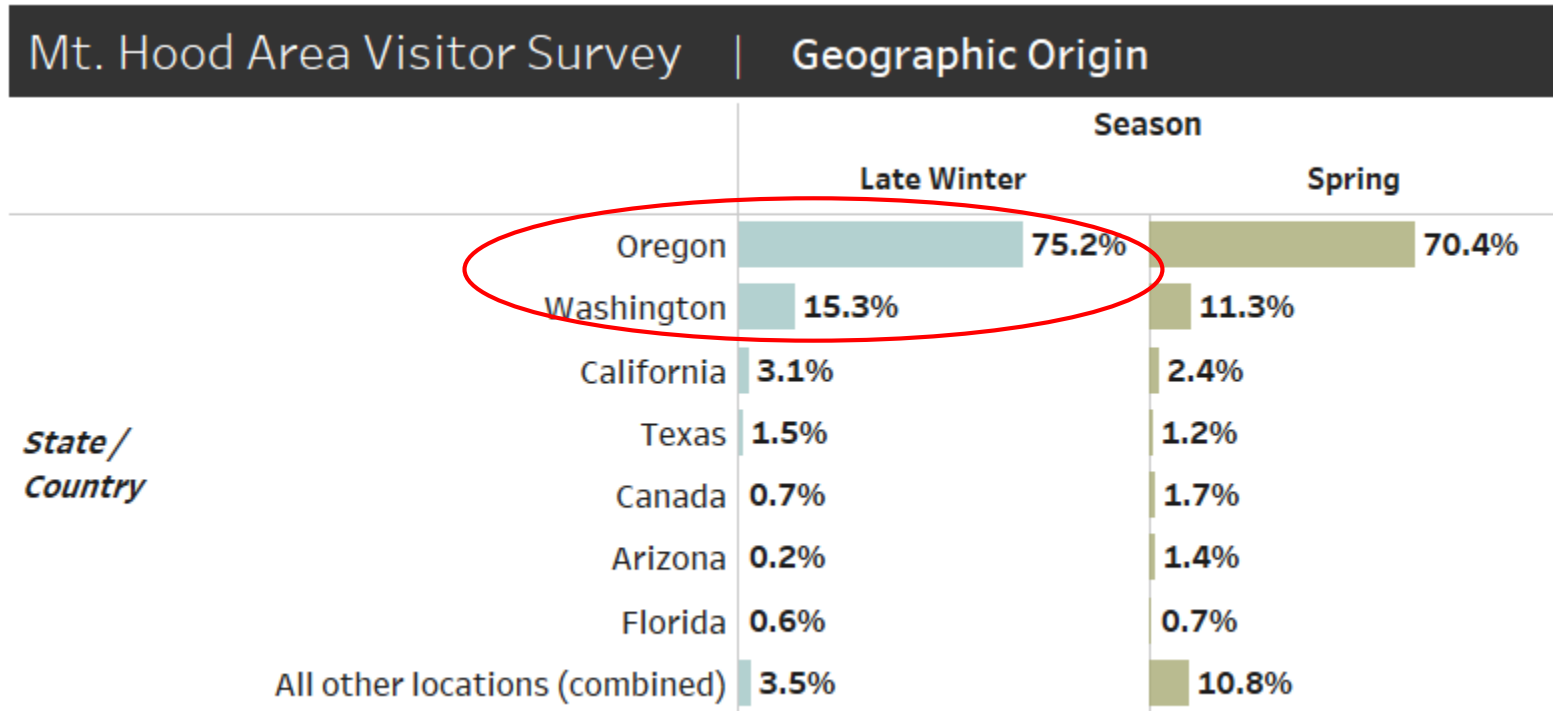 Mt. Hood Area Visitor Survey | Geographic Origin
Season
Late Winter Spring
Oregon 75.2% 70.4%
Washington 15.3% 11.3%
California 3.1% 2.4%
Texas 1.5% 1.2%
State/
Country
Canada 0.7% 1.7%
Arizona 0.2% 1.4%
Florida 0.6% 0.7%
All other locations (combined) 3.5% 10.8%